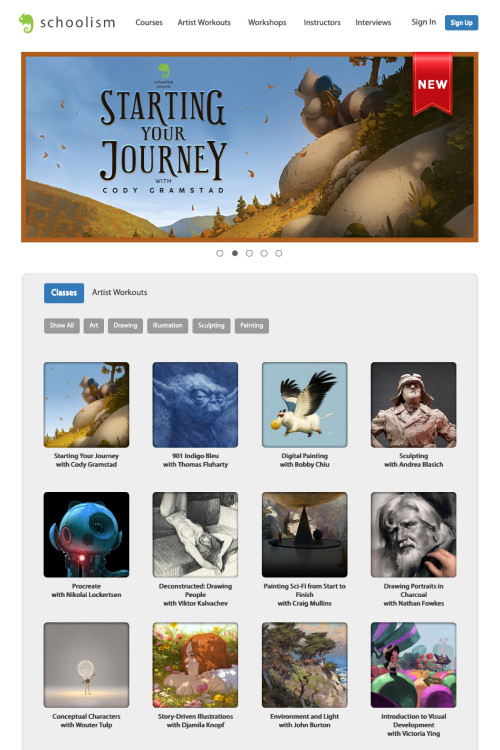 schoolism
Courses
Artist Workouts
Workshops
Instructors
Interviews
Sign In
Sign Up
schoolism
presents
STARTING
YOUR
JOURNEY
WITH
CODY GRAMSTAD
NEW
Classes
Artist Workouts
Show All
Art
Drawing
Illustration
Sculpting
Painting
Starting Your Journey
with Cody Gramstad
901 Indigo Bleu
with Thomas Fluharty
Digital Painting
with Bobby Chiu
Sculpting
with Andrea Blasich
Procreate
with Nikolai Lockertsen
Deconstructed: Drawing
People
with Viktor Kalvachev
Painting Sci-Fi from Start to
Finish
with Craig Mullins
Drawing Portraits in
Charcoal
with Nathan Fowkes
Conceptual Characters
with Wouter Tulp
Story-Driven Illustrations
with Djamila Knopf
Environment and Light
with John Burton
Introduction to Visual
Development
with Victoria Ying